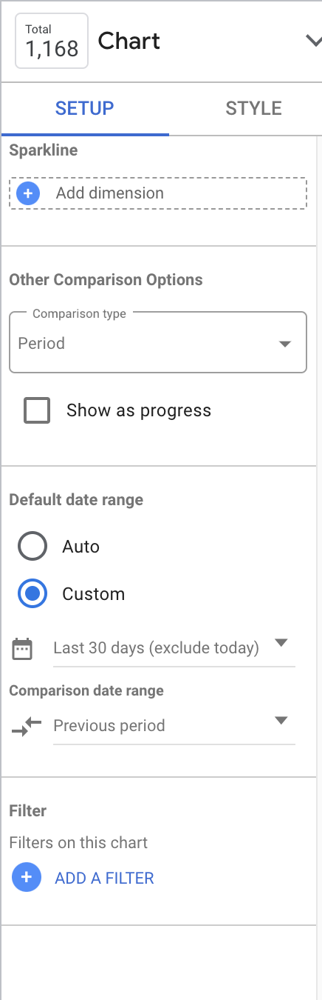 Total
1,168
Chart
SETUP
STYLE
Sparkline
Add dimension
Other Comparison Options
Comparison type
Period
Show as progress
Default date range
Auto
Custom
Last 30 days (exclude today)
Comparison date range
Previous period
Filter
Filters on this chart
ADD A FILTER